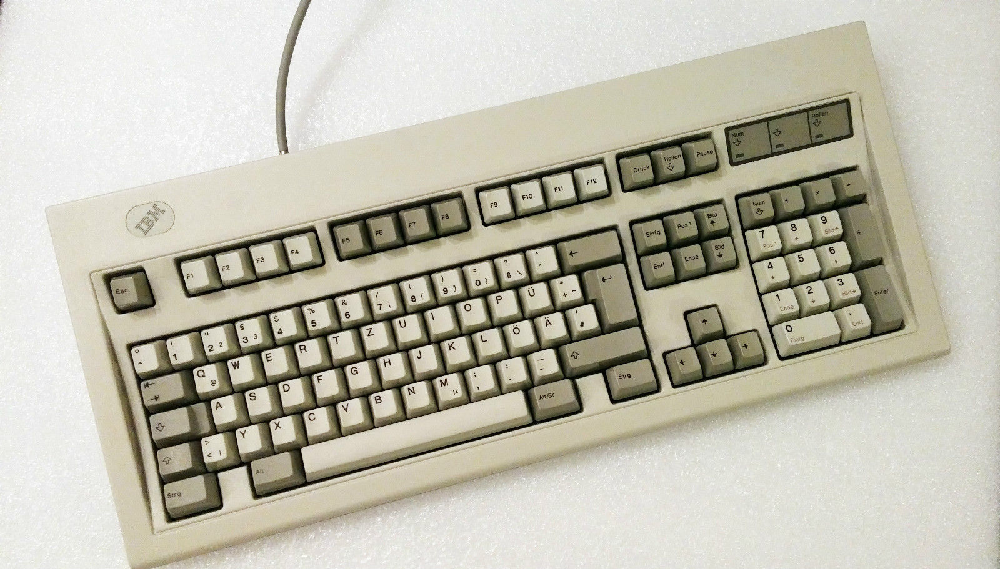 Esc F1 F2 F3 F4 F5 F6 F7 F8 F9 F10 F11 F12 Druck Rollen ⇩ Pause Num ⇩ ⇩ Rollen ⇩
° ^ ! 1 " 2 ² § 3 ³ $ 4 % 5 & 6 / 7 { ( 8 [ ) 9 ] = 0 } ? ß \ ` ´ ← Einfg Pos 1 Bild ↑ Num ⇩ ÷ × -
Q @ W E R T Z U I O P Ü * + ~ ↵ Entf Ende Bild ↓ 7 Pos 1 8 ↑ 9 Bild↑ +
⇩ A S D F G H J K L Ö Ä ' # 4 ← 5 6 →
⇧ > < | Y X C V B N M µ ; , : . _ - ⇧ ↑ 1 Ende 2 ↓ 3 Bild↓ Enter
Strg Alt Alt Gr Strg ← ↓ → 0 Einfg , Entf